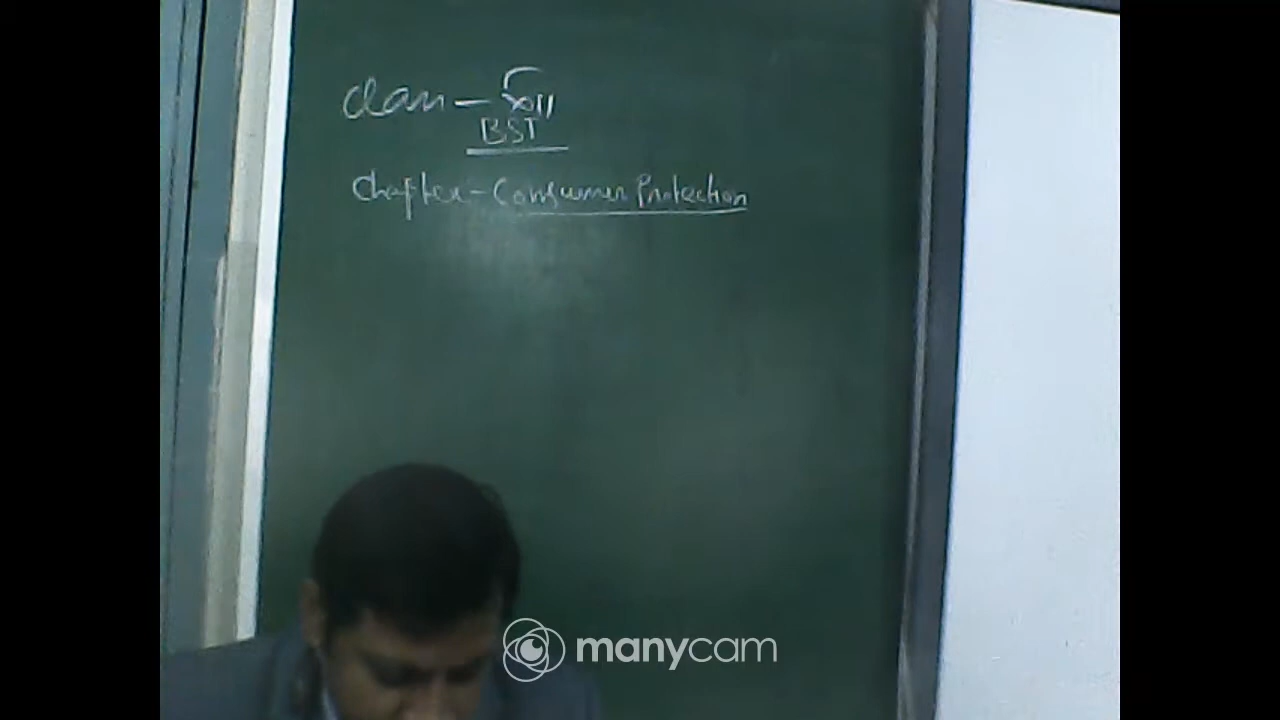 Class - XII
BST
Chapter - Consumer Protection
manycam